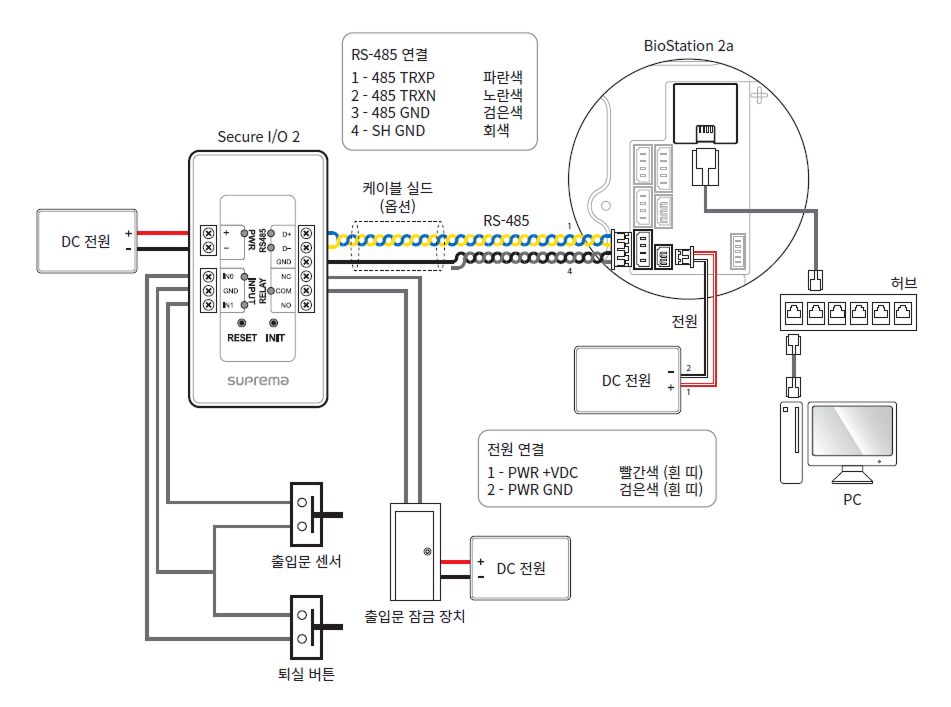 BioStation 2a
RS-485 연결
1 - 485 TRXP 파란색
2 - 485 TRXN 노란색
3 - 485 GND 검은색
4 - SH GND 회색
Secure I/O 2
케이블 실드
(옵션)
RS-485
1
4
DC 전원
+
-
+
-
PWR
RS485
D+
D-
GND
IN0
GND
IN1
INPUT
RELAY
NC
COM
NO
RESET INIT
suprema
허브
전원
DC 전원
-
+
2
1
PC
전원 연결
1 - PWR +VDC 빨간색 (흰 띠)
2 - PWR GND 검은색 (흰 띠)
출입문 센서
DC 전원
+
-
출입문 잠금 장치
퇴실 버튼